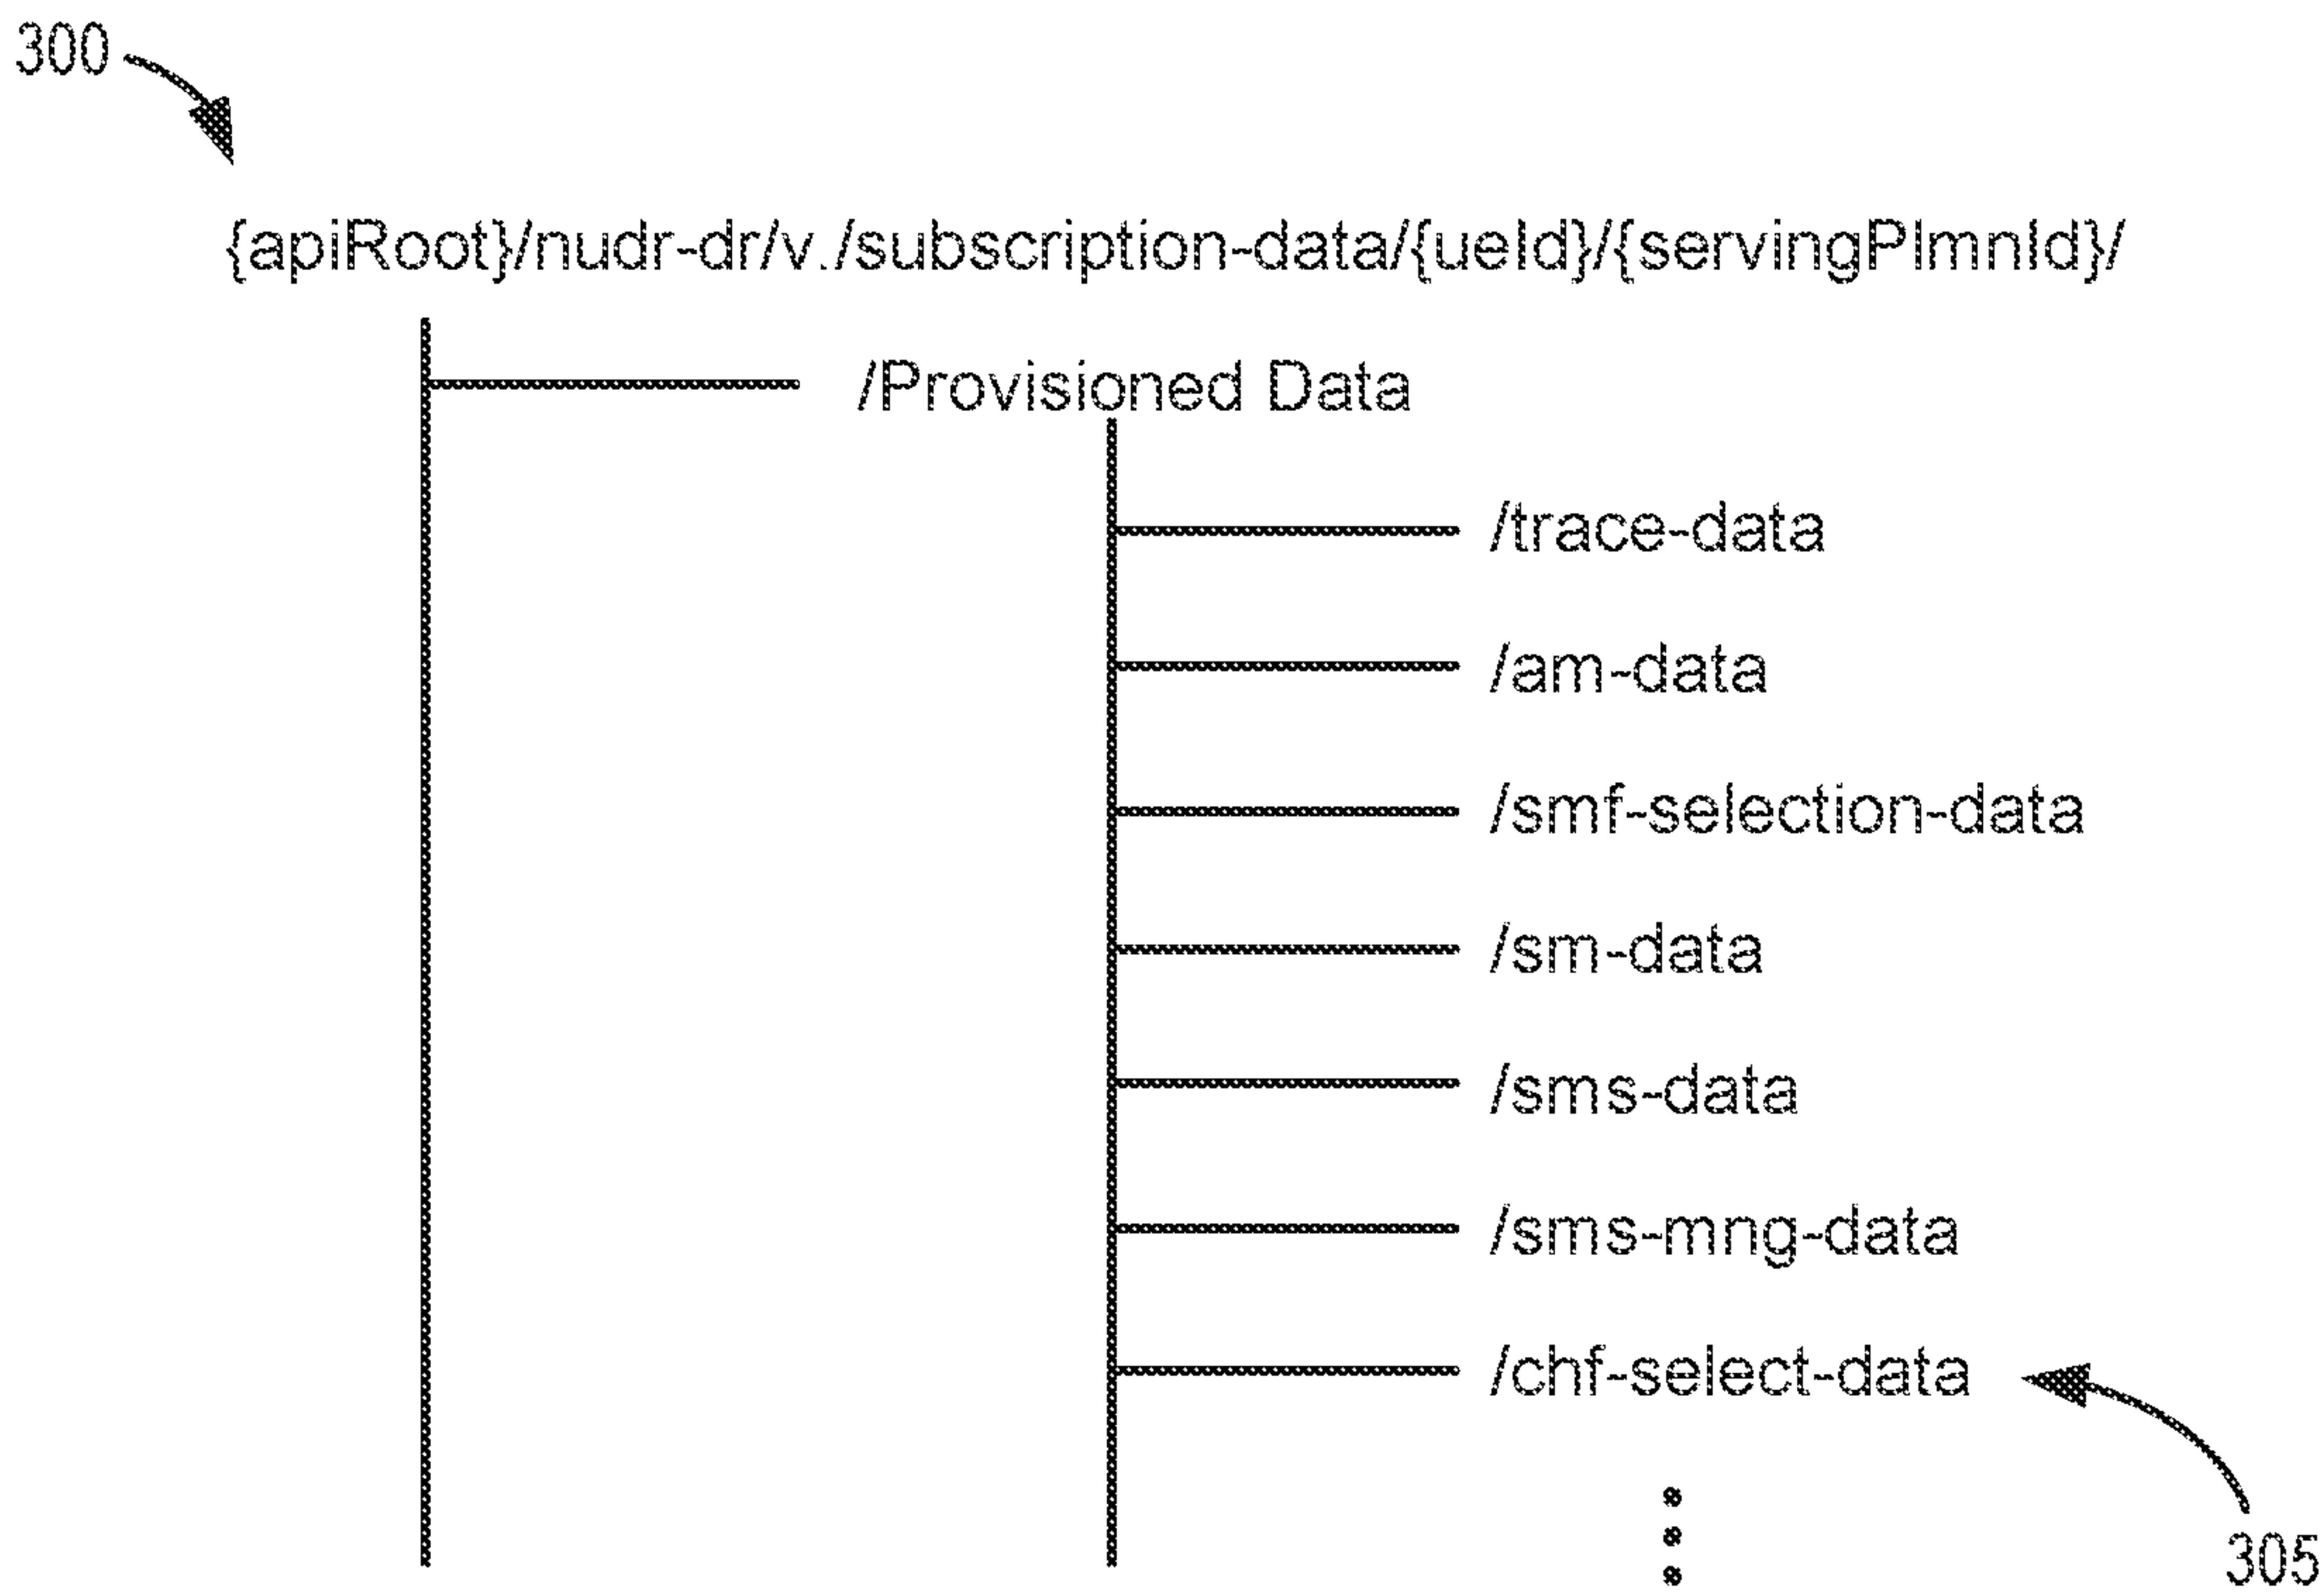 300
{apiRoot}/nudr-dr/v./subscription-data/{ueId}/{servingPlmnId}/
/Provisioned Data
/trace-data
/am-data
/smf-selection-data
/sm-data
/sms-data
/sms-mng-data
/chf-select-data
305